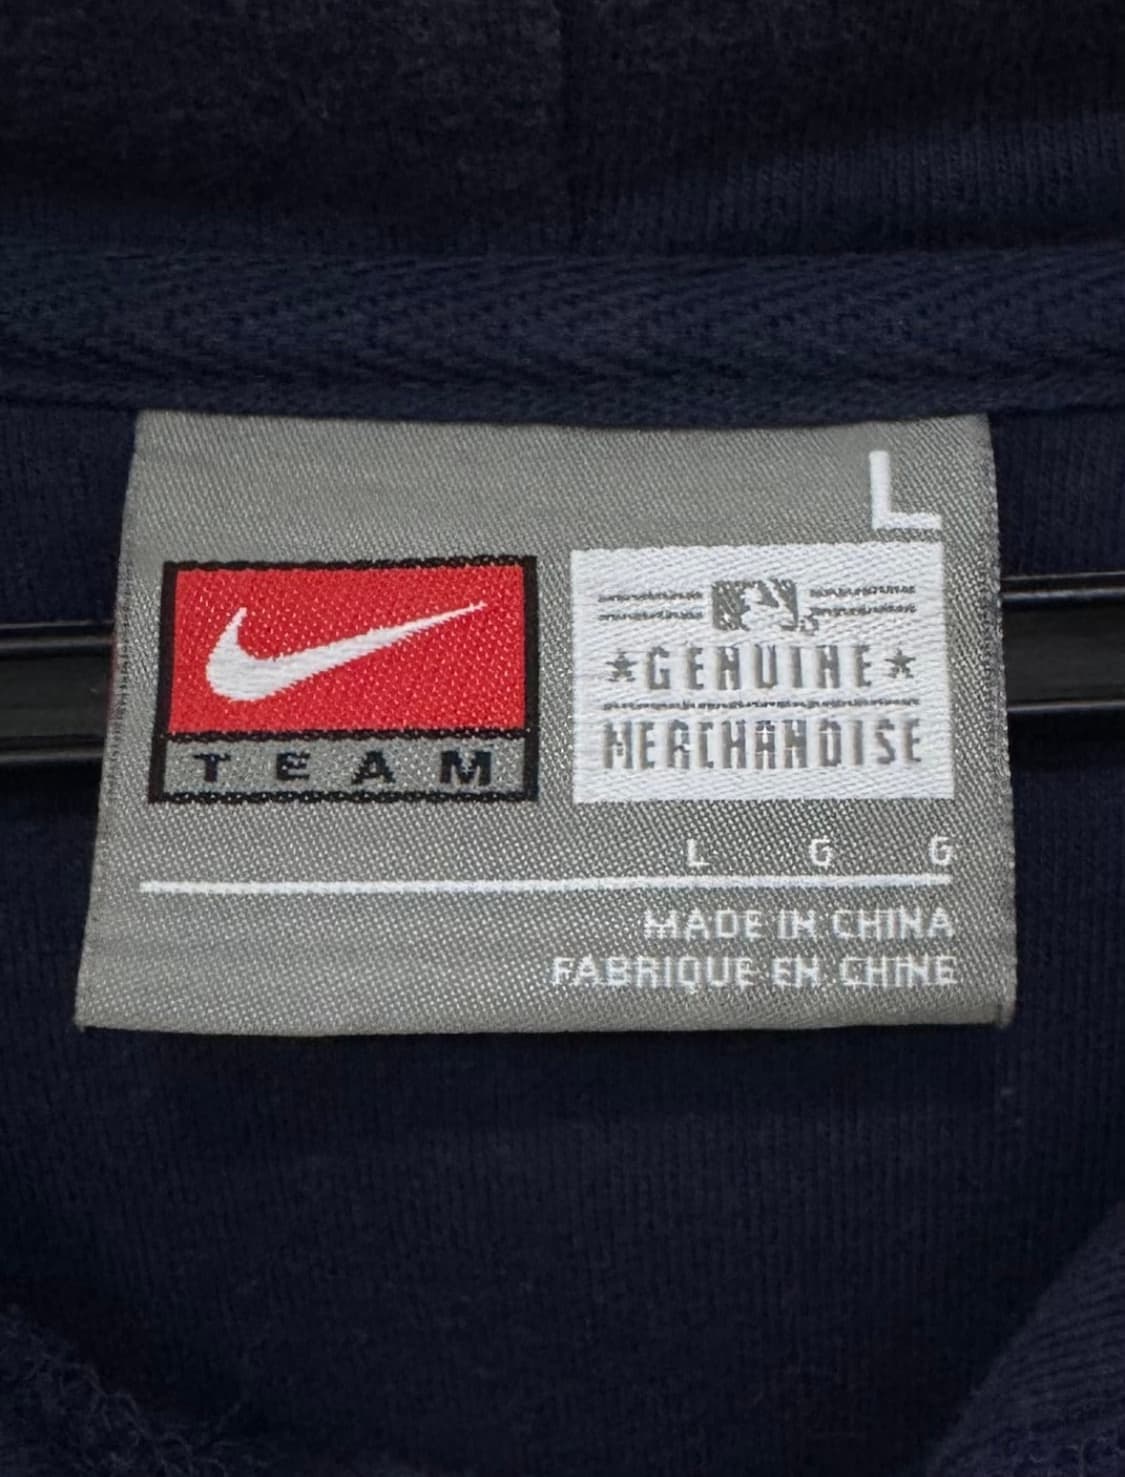 L
TEAM
★GENUINE★
MERCHANDISE
L G G
MADE IN CHINA
FABRIQUE EN CHINE